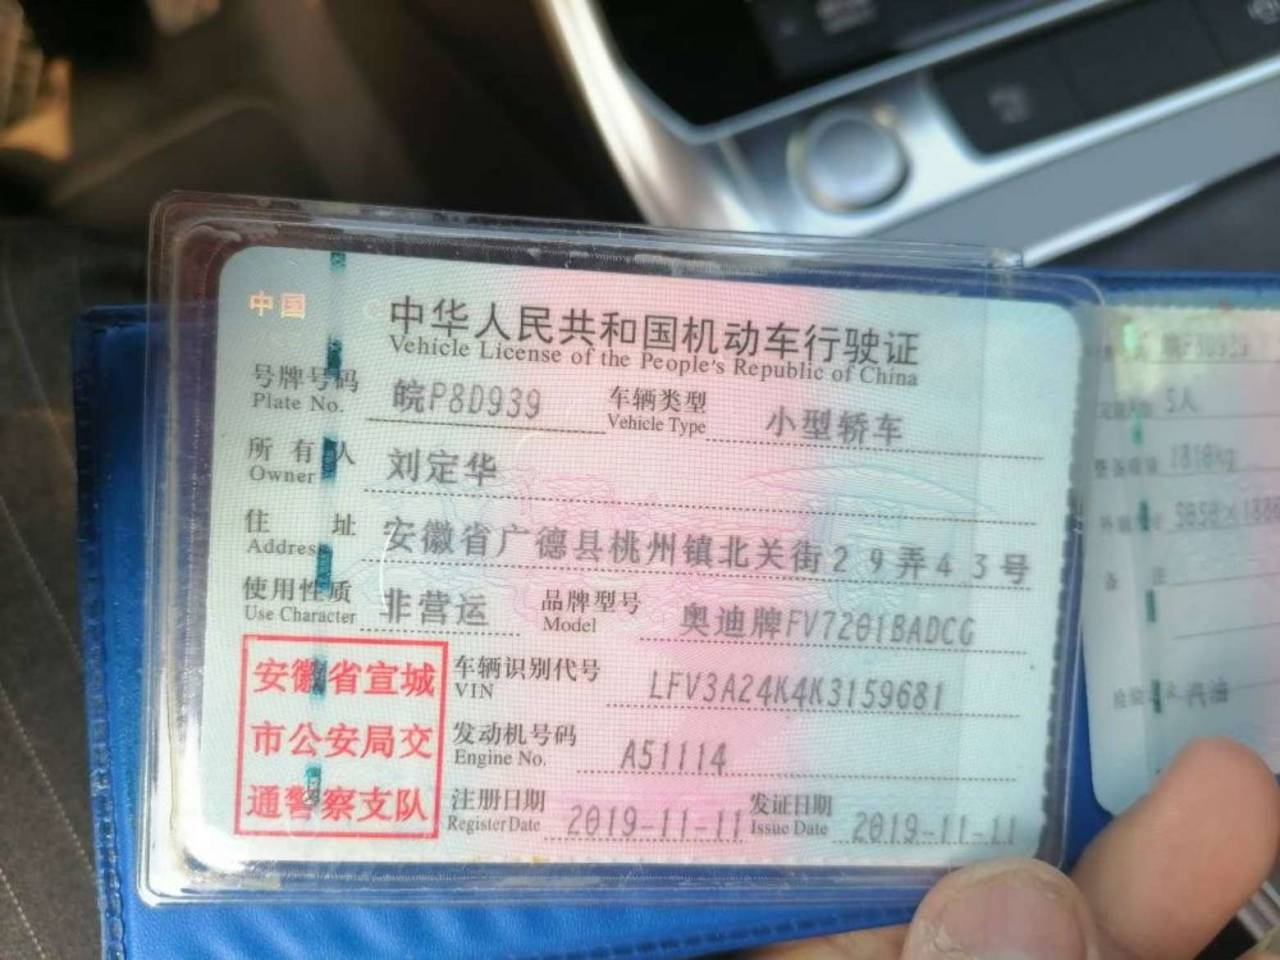 中国
中华人民共和国机动车行驶证
Vehicle License of the People's Republic of China
号牌号码 皖P8D939 车辆类型 小型轿车
Plate No. Vehicle Type
所有人 刘定华
Owner
住址 安徽省广德县桃州镇北关街29弄43号
Address
使用性质 非营运 品牌型号 奥迪牌FV7201BADCG
Use Character Model
安徽省宣城
市公安局交
通警察支队
车辆识别代号 LFV3A24K4K3159681
VIN
发动机号码 A51114
Engine No.
注册日期 2019-11-11 发证日期 2019-11-11
Register Date Issue Date
5人
1810kg
汽油